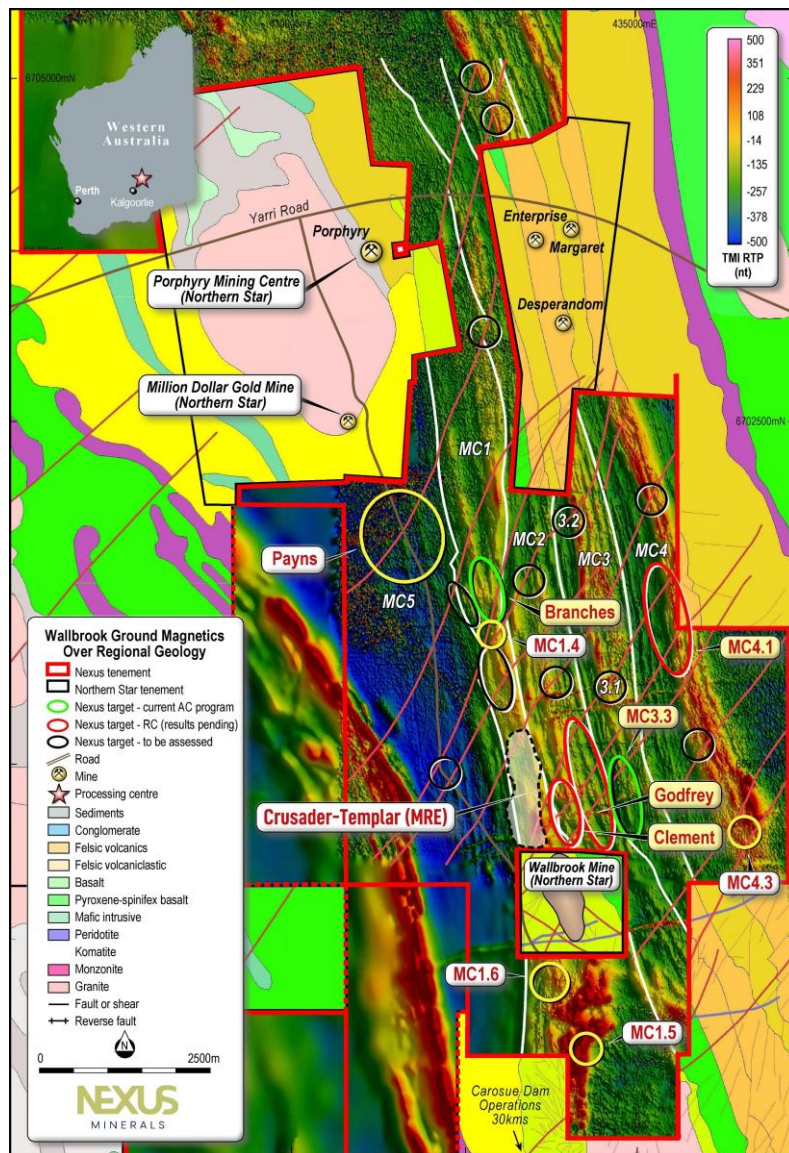 430000mE
435000mE
6705000mN
Western
Australia
Perth
Kalgoorlie
500
351
229
108
-14
-135
-257
-378
-500
TMI RTP
(nt)
Yarri Road
Porphyry
Enterprise
Margaret
Porphyry Mining Centre
(Northern Star)
Desperandom
Million Dollar Gold Mine
(Northern Star)
6702500mN
MC1
3.2
MC2
MC3
MC4
Payns
MC5
Branches
MC1.4
MC4.1
3.1
MC3.3
Godfrey
Crusader-Templar (MRE)
Clement
Wallbrook Mine
(Northern Star)
MC4.3
MC1.6
MC1.5
Carosue Dam
Operations
30kms
Wallbrook Ground Magnetics
Over Regional Geology
Nexus tenement
Northern Star tenement
Nexus target - current AC program
Nexus target - RC (results pending)
Nexus target - to be assessed
Road
Mine
Processing centre
Sediments
Conglomerate
Felsic volcanics
Felsic volcaniclastic
Basalt
Pyroxene-spinifex basalt
Mafic intrusive
Peridotite
Komatite
Monzonite
Granite
Fault or shear
Reverse fault
N
0
2500m
NEXUS
MINERALS